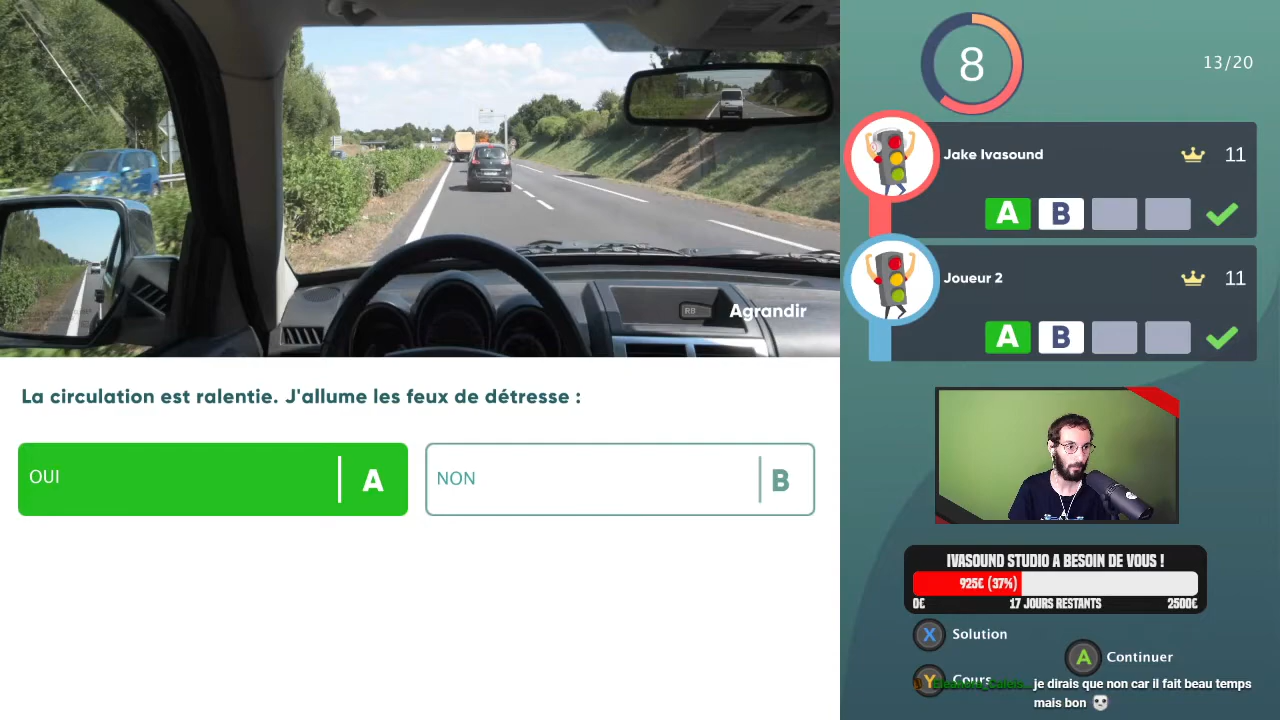 8
13/20
Jake Ivasound
11
A B
Joueur 2
11
A B
RB Agrandir
La circulation est ralentie. J'allume les feux de détresse :
OUI A
NON B
IVASOUND STUDIO A BESOIN DE VOUS !
925€ (37%)
0€ 17 JOURS RESTANTS 2500€
X Solution
A Continuer
Y Cours
je dirais que non car il fait beau temps
mais bon